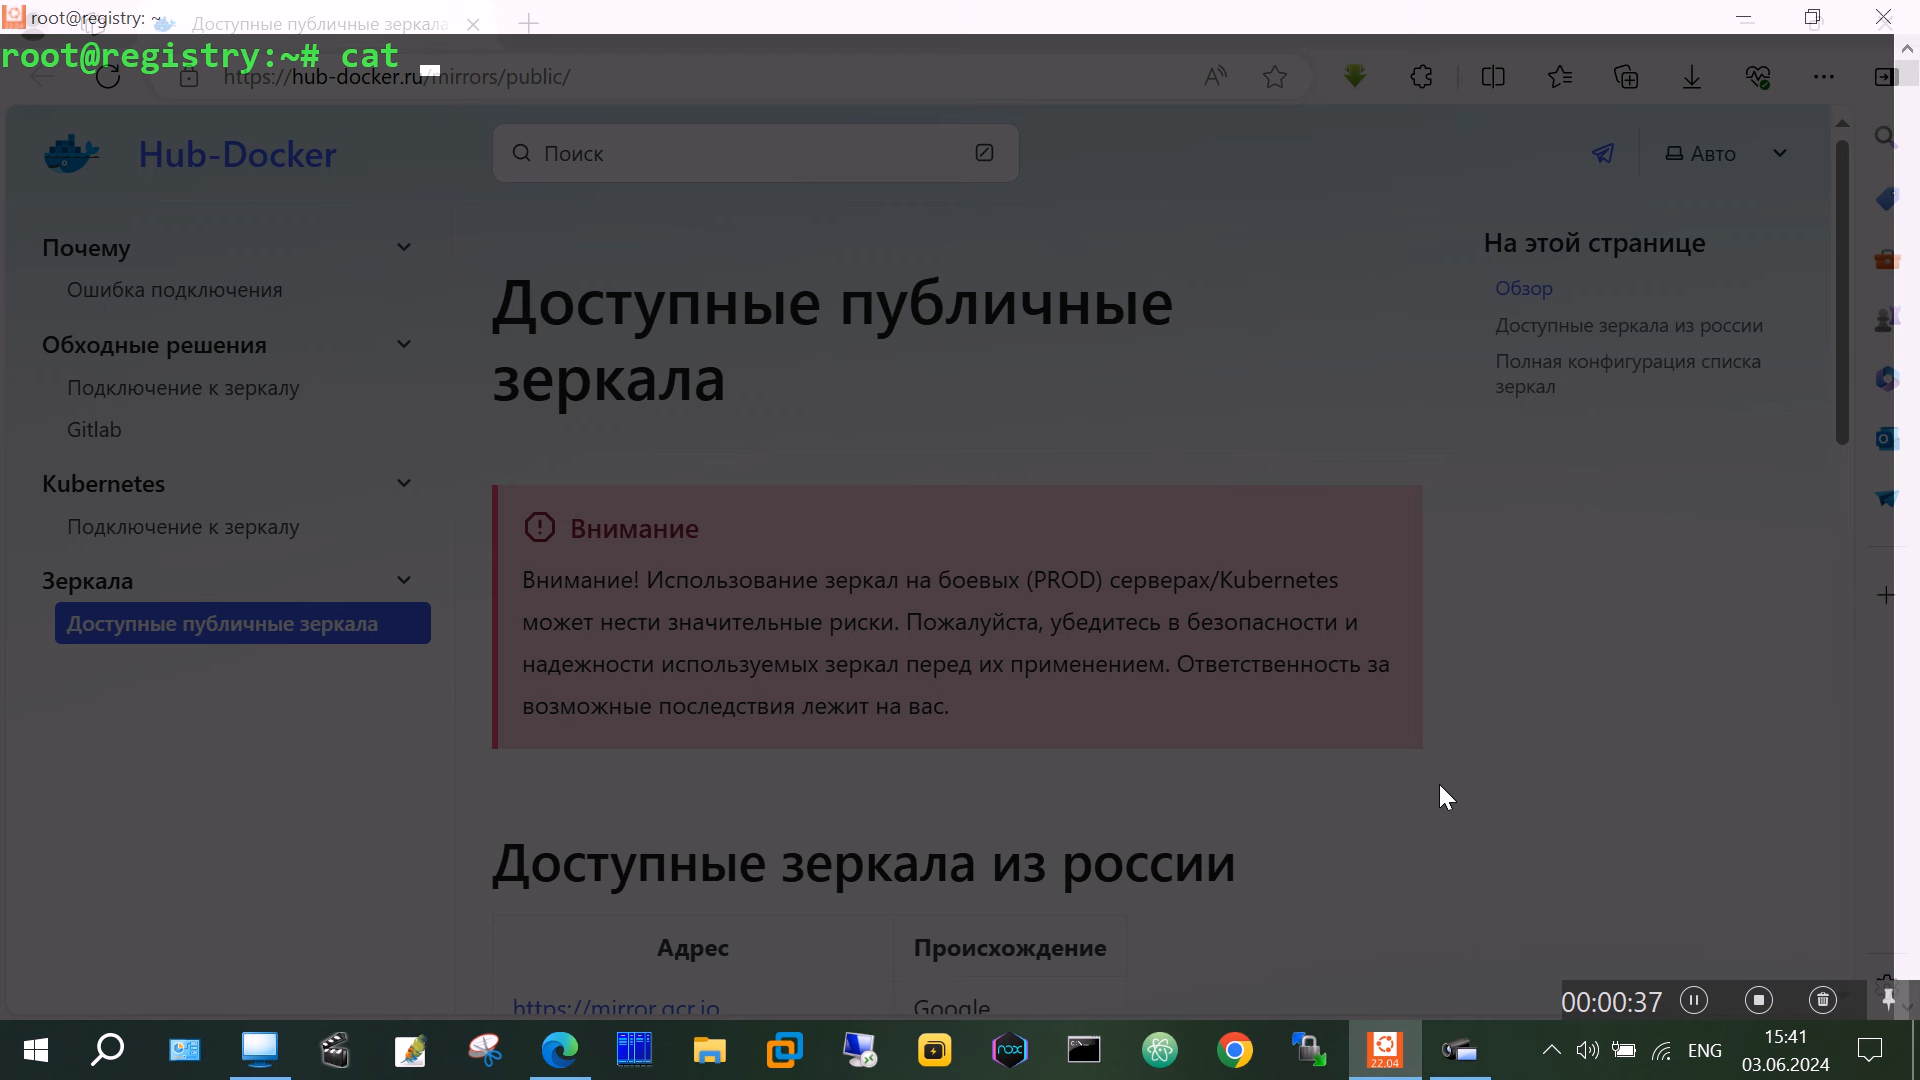 root@registry: ~
Доступные публичные зеркала
root@registry:~# cat
https://hub-docker.ru/mirrors/public/
Hub-Docker
Поиск
Авто
Почему
Ошибка подключения
Обходные решения
Подключение к зеркалу
Gitlab
Kubernetes
Подключение к зеркалу
Зеркала
Доступные публичные зеркала
Доступные публичные
зеркала
Внимание
Внимание! Использование зеркал на боевых (PROD) серверах/Kubernetes
может нести значительные риски. Пожалуйста, убедитесь в безопасности и
надежности используемых зеркал перед их применением. Ответственность за
возможные последствия лежит на вас.
Доступные зеркала из россии
Адрес
Происхождение
https://mirror.gcr.io
Google
На этой странице
Обзор
Доступные зеркала из россии
Полная конфигурация списка
зеркал
00:00:37
nox
22.04
ENG
15:41
03.06.2024